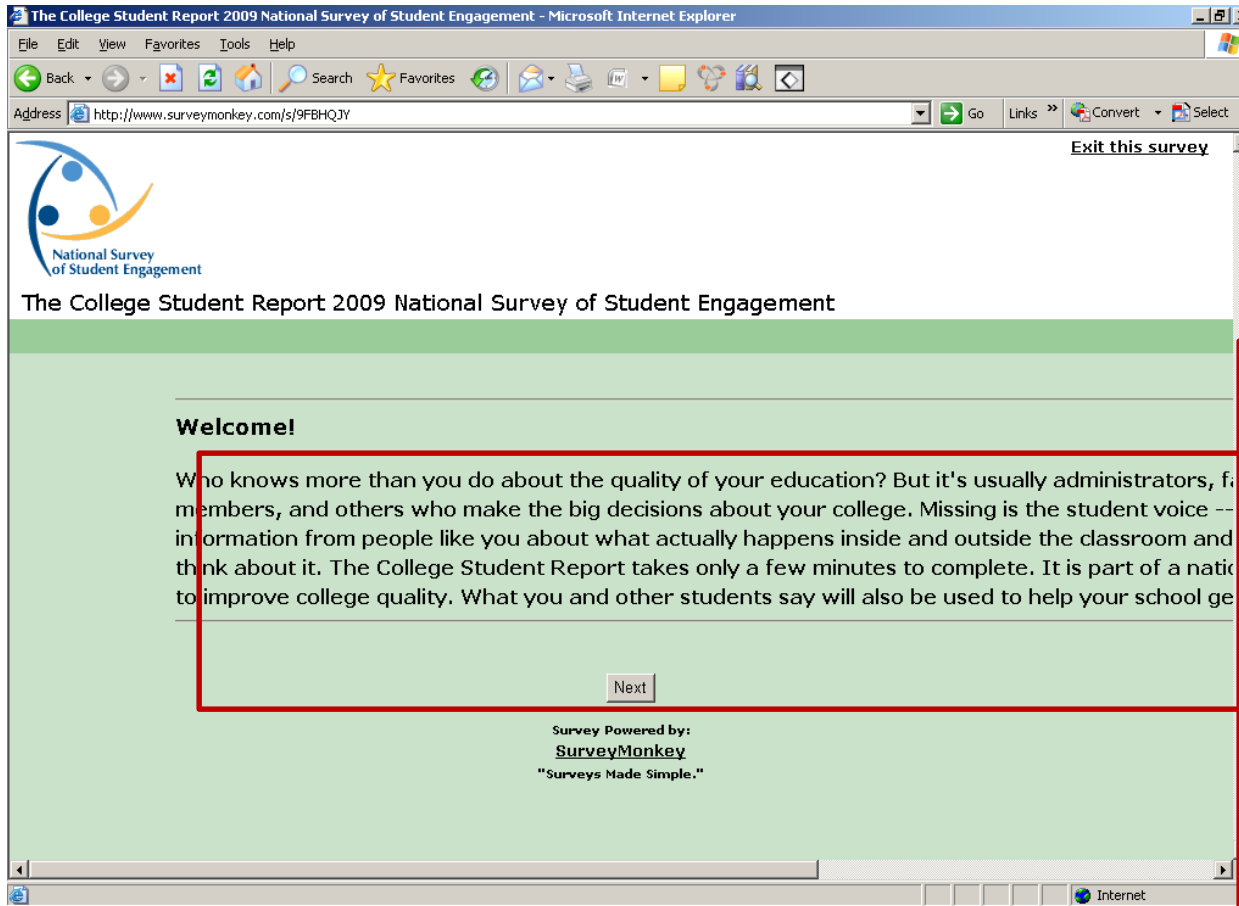 The College Student Report 2009 National Survey of Student Engagement - Microsoft Internet Explorer
File Edit View Favorites Tools Help
Back Search Favorites
Address http://www.surveymonkey.com/s/9FBHQJY Go Links » Convert Select
Exit this survey
National Survey
of Student Engagement
The College Student Report 2009 National Survey of Student Engagement
Welcome!
Who knows more than you do about the quality of your education? But it's usually administrators,
members, and others who make the big decisions about your college. Missing is the student voice --
information from people like you about what actually happens inside and outside the classroom and
think about it. The College Student Report takes only a few minutes to complete. It is part of a
to improve college quality. What you and other students say will also be used to help your school
Next
Survey Powered by:
SurveyMonkey
"Surveys Made Simple."
Internet